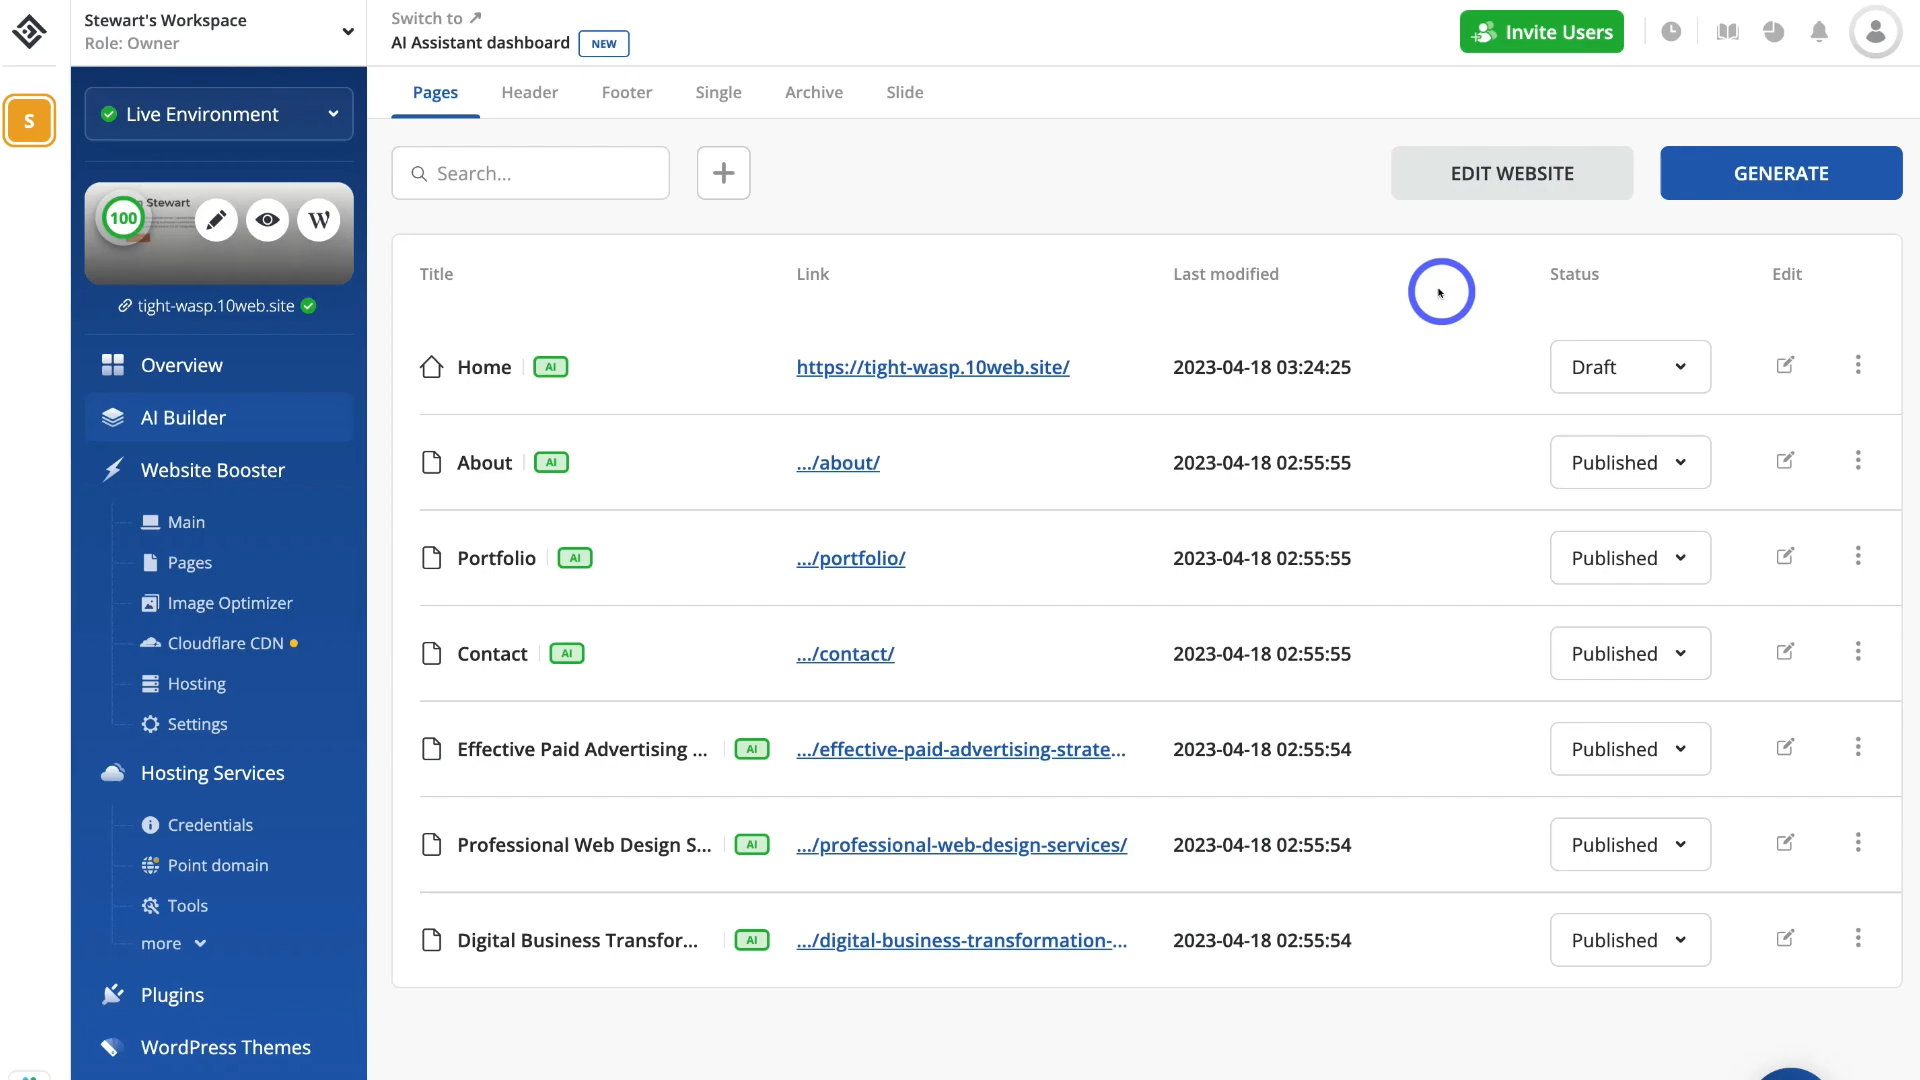 Stewart's Workspace
Role: Owner
Switch to
AI Assistant dashboard NEW
Invite Users
S
Live Environment
100
Stewart
W
tight-wasp.10web.site
Overview
AI Builder
Website Booster
Main
Pages
Image Optimizer
Cloudflare CDN
Hosting
Settings
Hosting Services
Credentials
Point domain
Tools
more
Plugins
WordPress Themes
Pages Header Footer Single Archive Slide
Search...
EDIT WEBSITE
GENERATE
Title Link Last modified Status Edit
Home AI https://tight-wasp.10web.site/ 2023-04-18 03:24:25 Draft
About AI .../about/ 2023-04-18 02:55:55 Published
Portfolio AI .../portfolio/ 2023-04-18 02:55:55 Published
Contact AI .../contact/ 2023-04-18 02:55:55 Published
Effective Paid Advertising ... AI .../effective-paid-advertising-strate... 2023-04-18 02:55:54 Published
Professional Web Design S... AI .../professional-web-design-services/ 2023-04-18 02:55:54 Published
Digital Business Transfor... AI .../digital-business-transformation-... 2023-04-18 02:55:54 Published